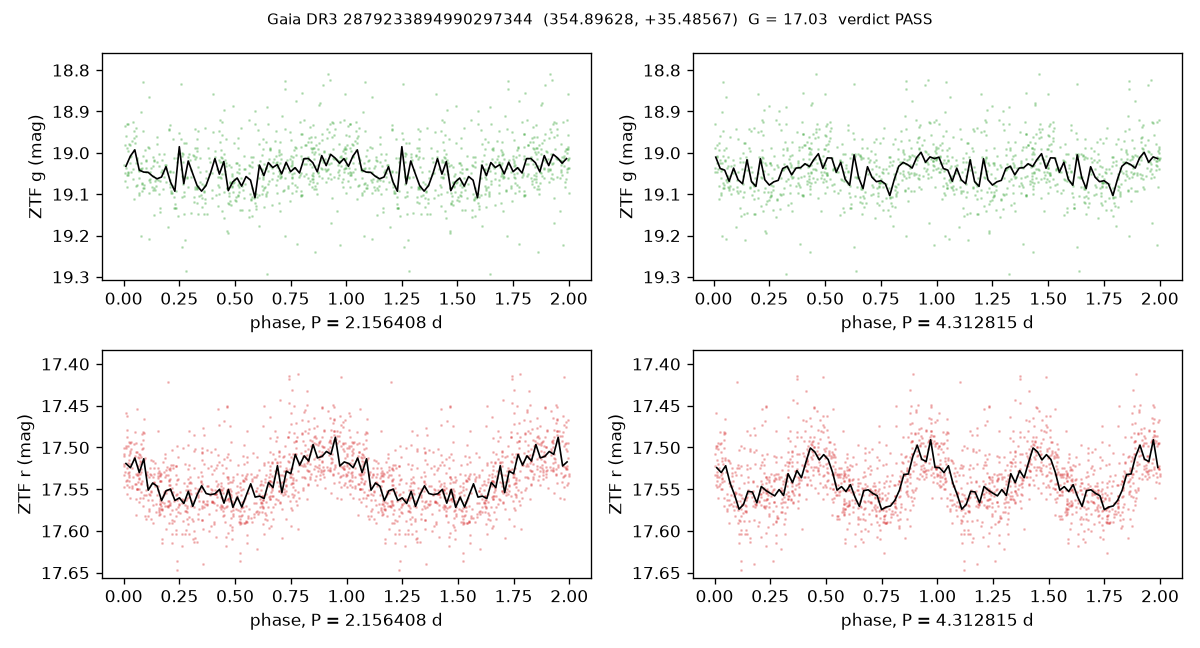 Gaia DR3 2879233894990297344  (354.89628, +35.48567)  G = 17.03  verdict PASS
18.8
18.9
19.0
19.1
19.2
19.3
ZTF g (mag)
0.00 0.25 0.50 0.75 1.00 1.25 1.50 1.75 2.00
phase, P = 2.156408 d
18.8
18.9
19.0
19.1
19.2
19.3
ZTF g (mag)
0.00 0.25 0.50 0.75 1.00 1.25 1.50 1.75 2.00
phase, P = 4.312815 d
17.40
17.45
17.50
17.55
17.60
17.65
ZTF r (mag)
0.00 0.25 0.50 0.75 1.00 1.25 1.50 1.75 2.00
phase, P = 2.156408 d
17.40
17.45
17.50
17.55
17.60
17.65
ZTF r (mag)
0.00 0.25 0.50 0.75 1.00 1.25 1.50 1.75 2.00
phase, P = 4.312815 d